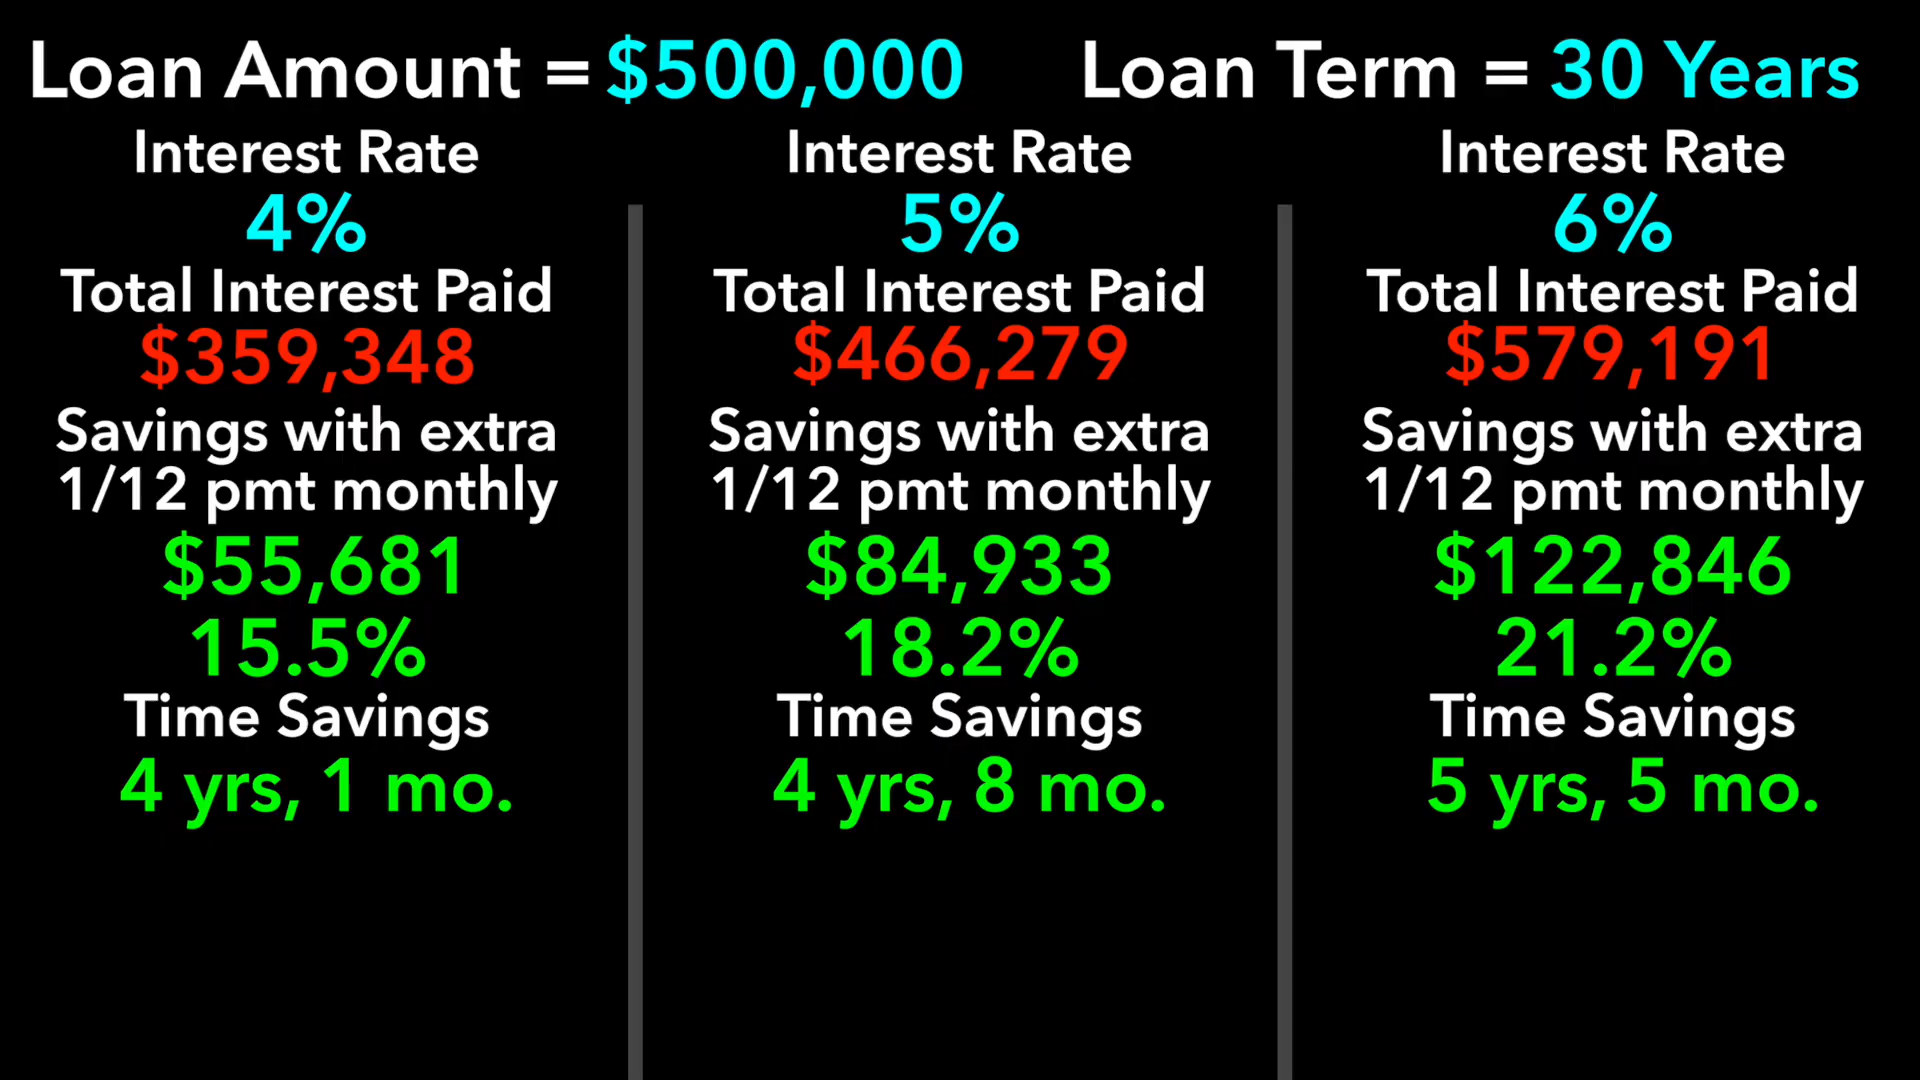 Loan Amount = $500,000
Loan Term = 30 Years
Interest Rate
4%
Total Interest Paid
$359,348
Savings with extra
1/12 pmt monthly
$55,681
15.5%
Time Savings
4 yrs, 1 mo.
Interest Rate
5%
Total Interest Paid
$466,279
Savings with extra
1/12 pmt monthly
$84,933
18.2%
Time Savings
4 yrs, 8 mo.
Interest Rate
6%
Total Interest Paid
$579,191
Savings with extra
1/12 pmt monthly
$122,846
21.2%
Time Savings
5 yrs, 5 mo.